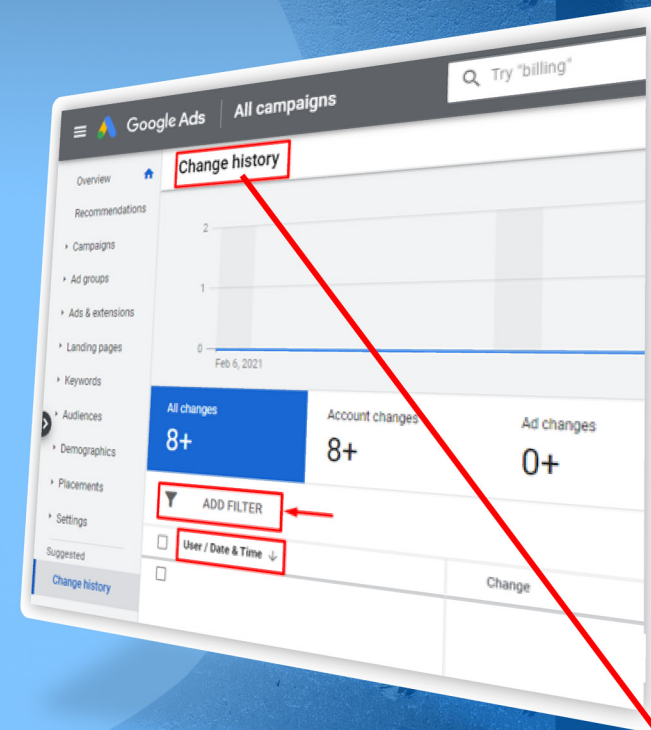 Google Ads
All campaigns
Try "billing"
Overview
Recommendations
Campaigns
Ad groups
Ads & extensions
Landing pages
Keywords
Audiences
Demographics
Placements
Settings
Suggested
Change history
Change history
2
1
0
Feb 6, 2021
All changes
8+
Account changes
8+
Ad changes
0+
ADD FILTER
User / Date & Time
Change